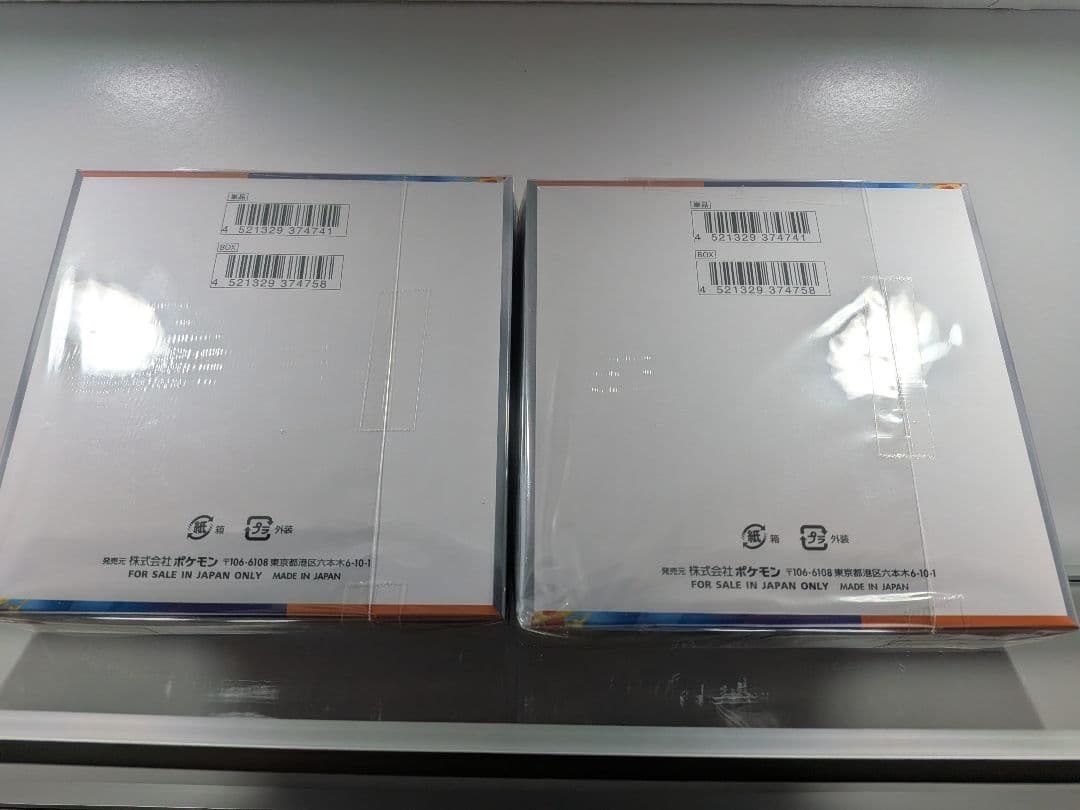 単品
4 521329 374741
BOX
4 521329 374758
紙 箱 プラ 外装
発売元 株式会社 ポケモン 〒106-6108 東京都港区六本木6-10-1
FOR SALE IN JAPAN ONLY MADE IN JAPAN
単品
4 521329 374741
BOX
4 521329 374758
紙 箱 プラ 外装
発売元 株式会社 ポケモン 〒106-6108 東京都港区六本木6-10-1
FOR SALE IN JAPAN ONLY MADE IN JAPAN